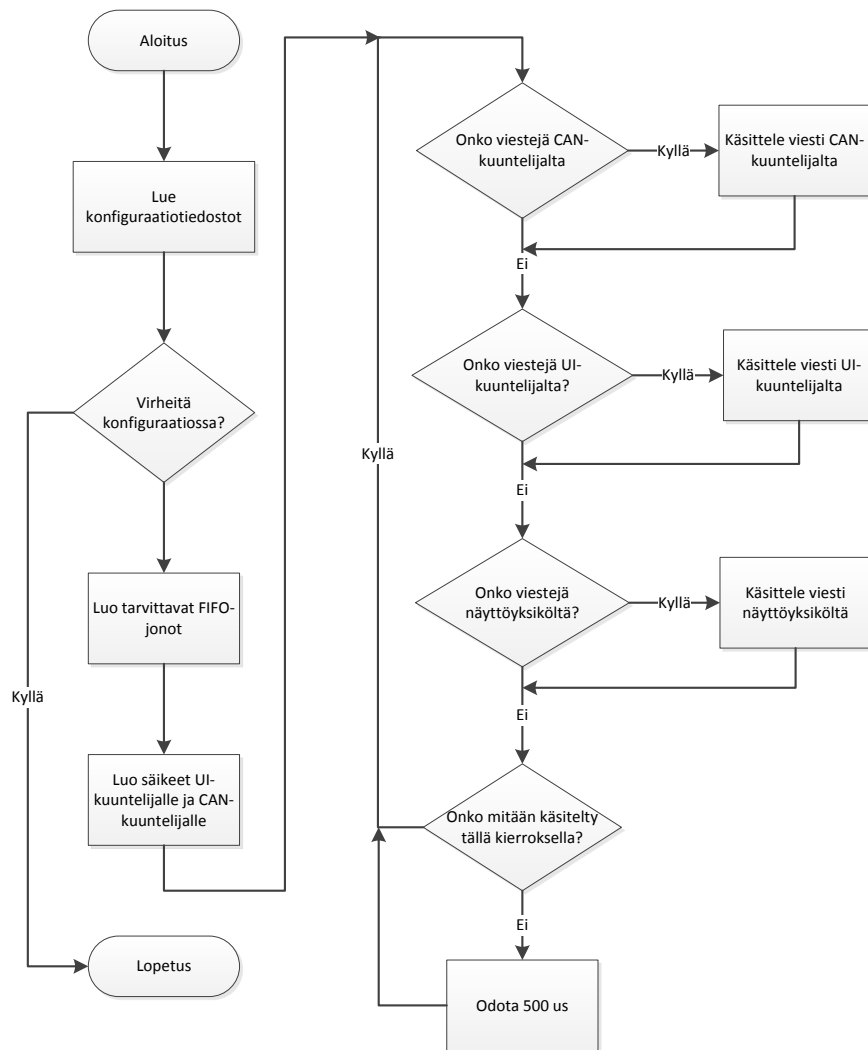 Aloitus
Lue
konfiguraatiotiedostot
Virheitä
konfiguraatiossa?
Kyllä
Luo tarvittavat FIFO-
jonot
Luo säikeet UI-
kuuntelijalle ja CAN-
kuuntelijalle
Lopetus
Onko viestejä CAN-
kuuntelijalta
Kyllä
Käsittele viesti CAN-
kuuntelijalta
Ei
Onko viestejä UI-
kuuntelijalta?
Kyllä
Käsittele viesti UI-
kuuntelijalta
Ei
Onko viestejä
näyttöyksiköltä?
Kyllä
Käsittele viesti
näyttöyksiköltä
Ei
Onko mitään käsitelty
tällä kierroksella?
Kyllä
Ei
Odota 500 us